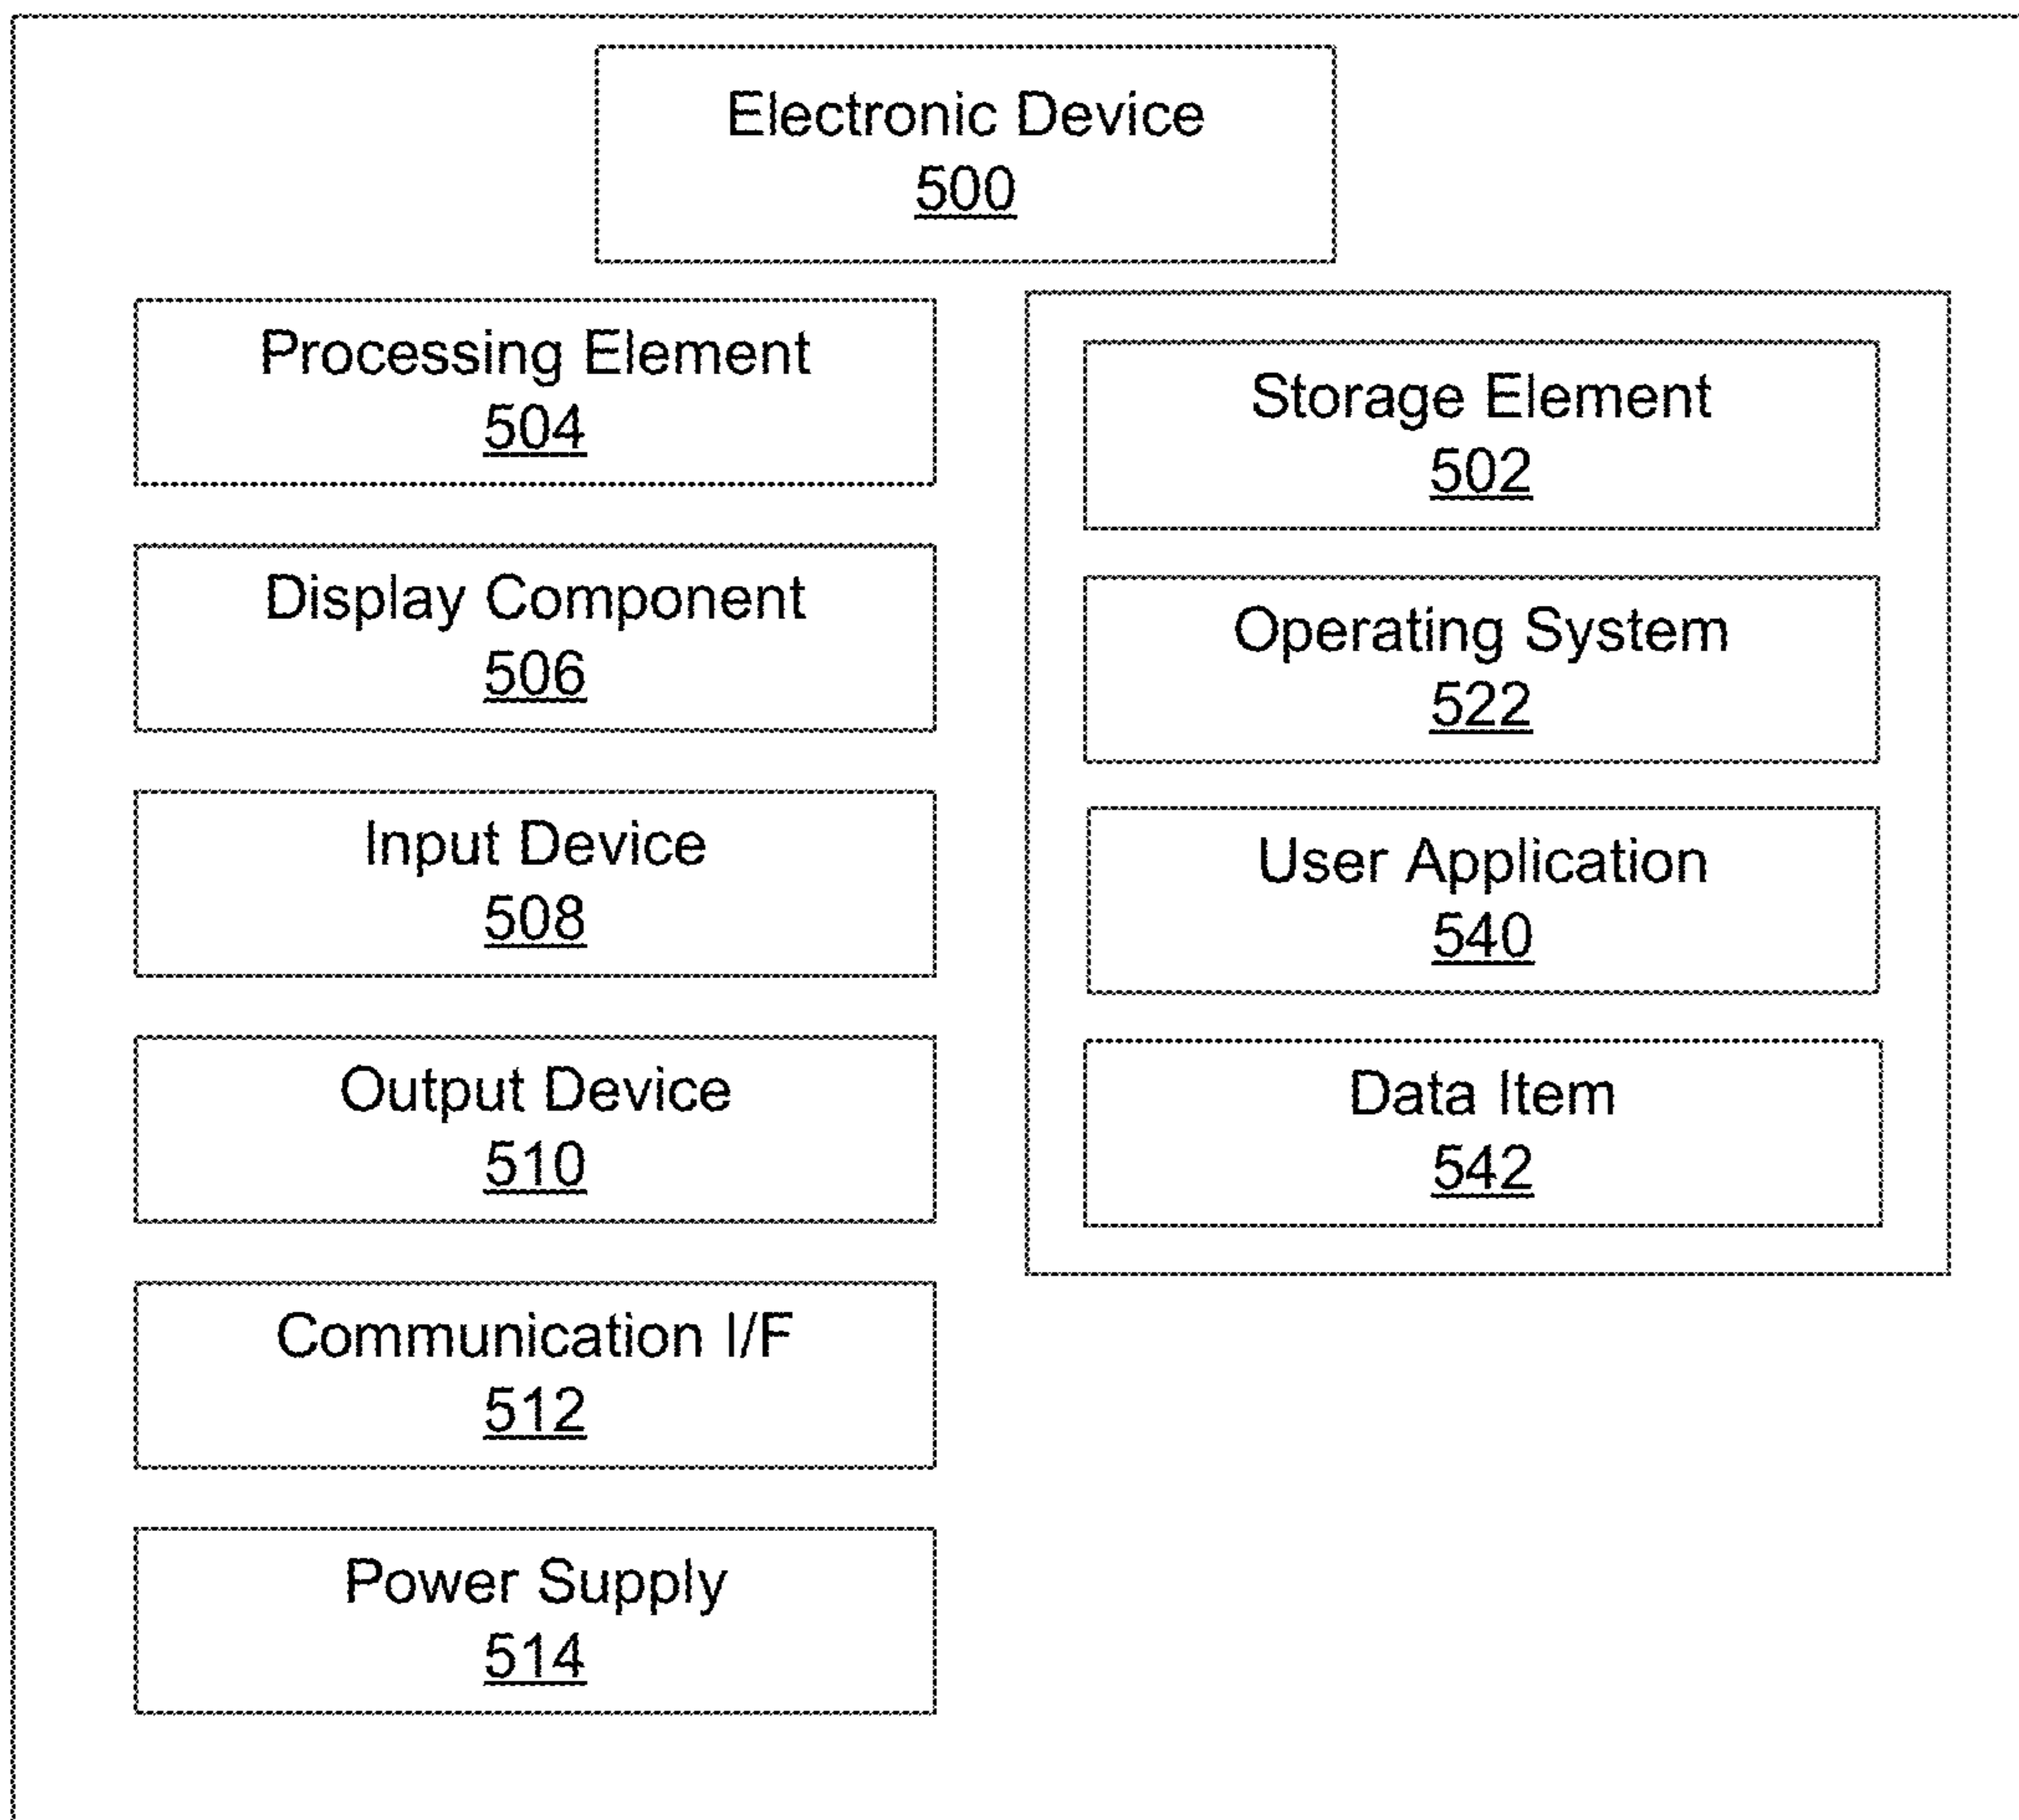 Electronic Device
500
Processing Element
504
Display Component
506
Input Device
508
Output Device
510
Communication I/F
512
Power Supply
514
Storage Element
502
Operating System
522
User Application
540
Data Item
542